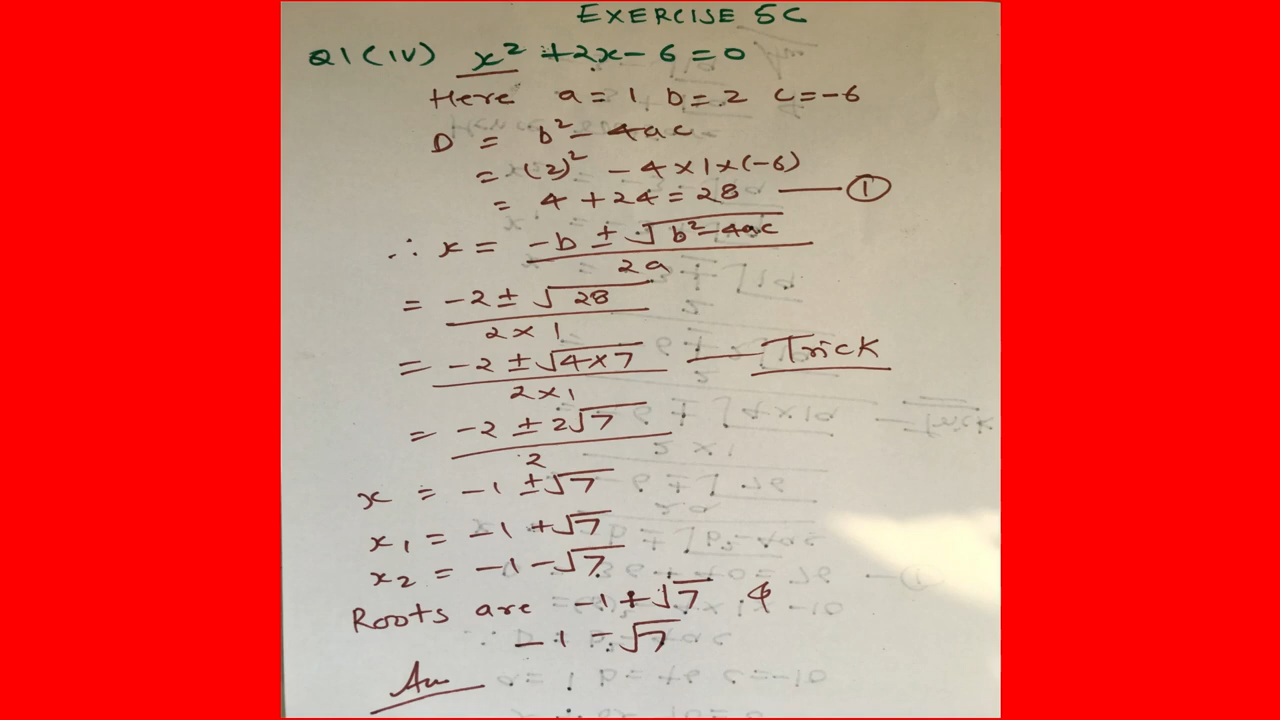 EXERCISE 5C
Q1(IV) x² + 2x - 6 = 0
Here a = 1 b = 2 c = -6
D = b² - 4ac
= (2)² - 4 × 1 × (-6)
= 4 + 24 = 28 —— ①
∴ x = (-b ± √(b² - 4ac)) / 2a
= (-2 ± √28) / (2 × 1)
= (-2 ± √(4 × 7)) / (2 × 1) —— Trick
= (-2 ± 2√7) / 2
x = -1 ± √7
x₁ = -1 + √7
x₂ = -1 - √7
Roots are -1 + √7 &
-1 - √7
Ans